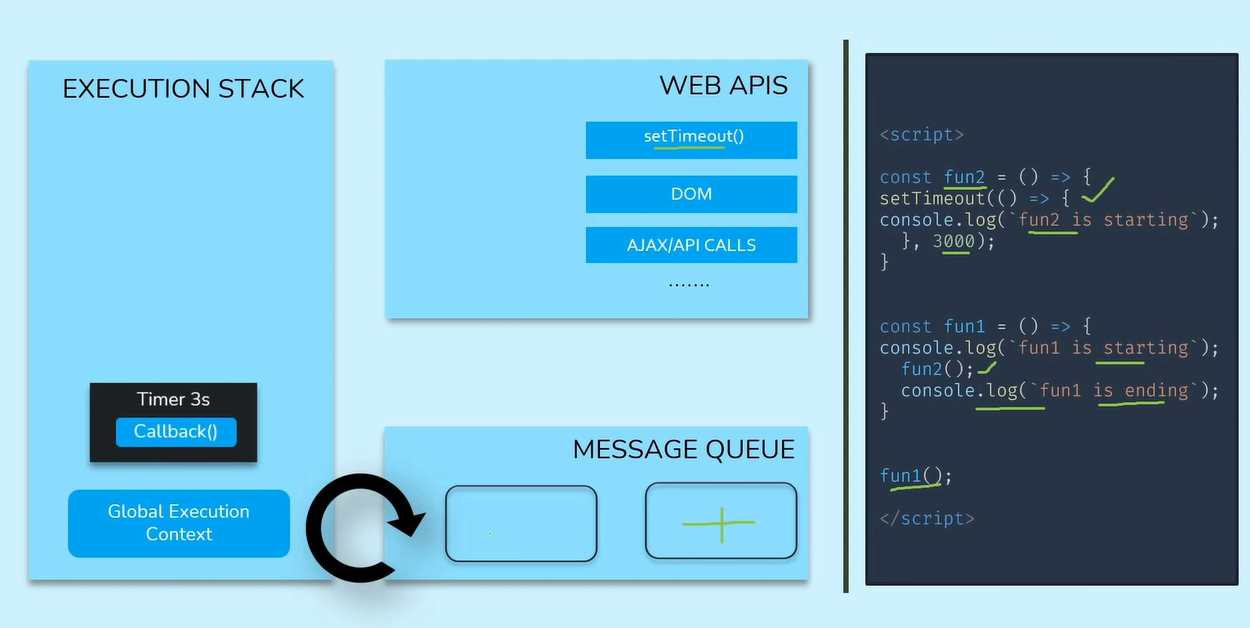 EXECUTION STACK
Timer 3s
Callback()
Global Execution
Context
WEB APIS
setTimeout()
DOM
AJAX/API CALLS
.......
MESSAGE QUEUE
<script>
const fun2 = () => {
setTimeout(() => {
console.log(`fun2 is starting`);
}, 3000);
}
const fun1 = () => {
console.log(`fun1 is starting`);
fun2();
console.log(`fun1 is ending`);
}
fun1();
</script>